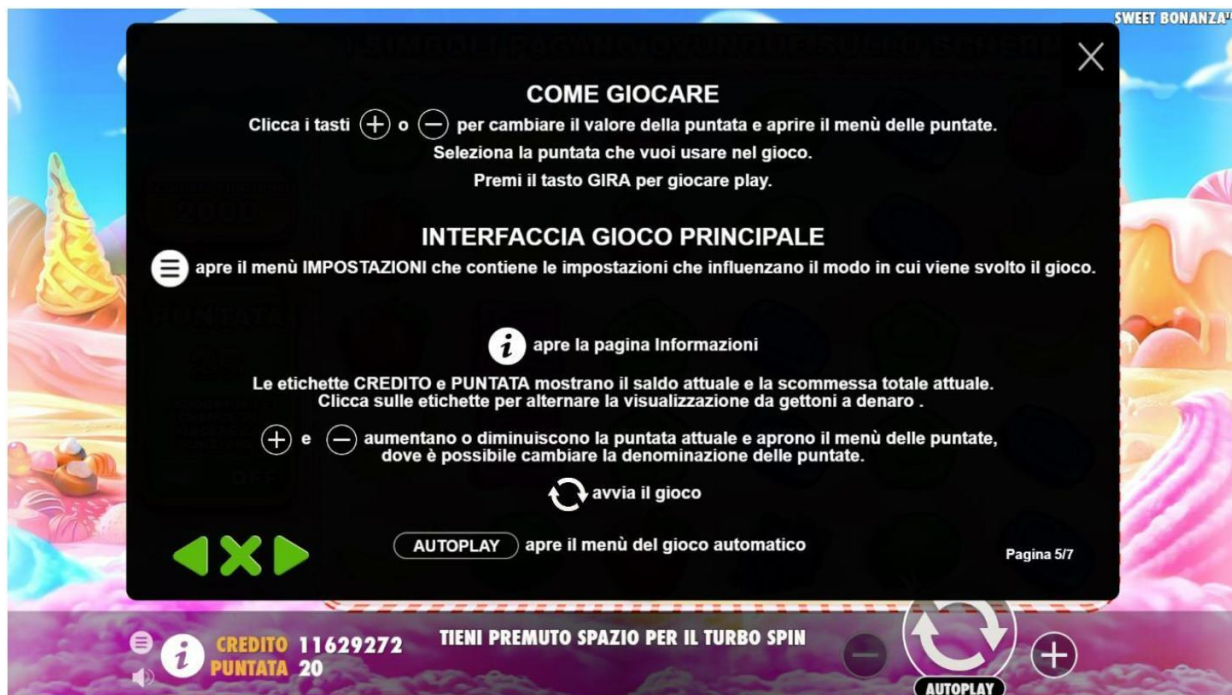 SWEET BONANZA
COME GIOCARE
Clicca i tasti + o − per cambiare il valore della puntata e aprire il menù delle puntate.
Seleziona la puntata che vuoi usare nel gioco.
Premi il tasto GIRA per giocare play.
INTERFACCIA GIOCO PRINCIPALE
apre il menù IMPOSTAZIONI che contiene le impostazioni che influenzano il modo in cui viene svolto il gioco.
i apre la pagina Informazioni
Le etichette CREDITO e PUNTATA mostrano il saldo attuale e la scommessa totale attuale.
Clicca sulle etichette per alternare la visualizzazione da gettoni a denaro .
+ e − aumentano o diminuiscono la puntata attuale e aprono il menù delle puntate,
dove è possibile cambiare la denominazione delle puntate.
avvia il gioco
AUTOPLAY apre il menù del gioco automatico
Pagina 5/7
CREDITO 11629272
PUNTATA 20
TIENI PREMUTO SPAZIO PER IL TURBO SPIN
AUTOPLAY